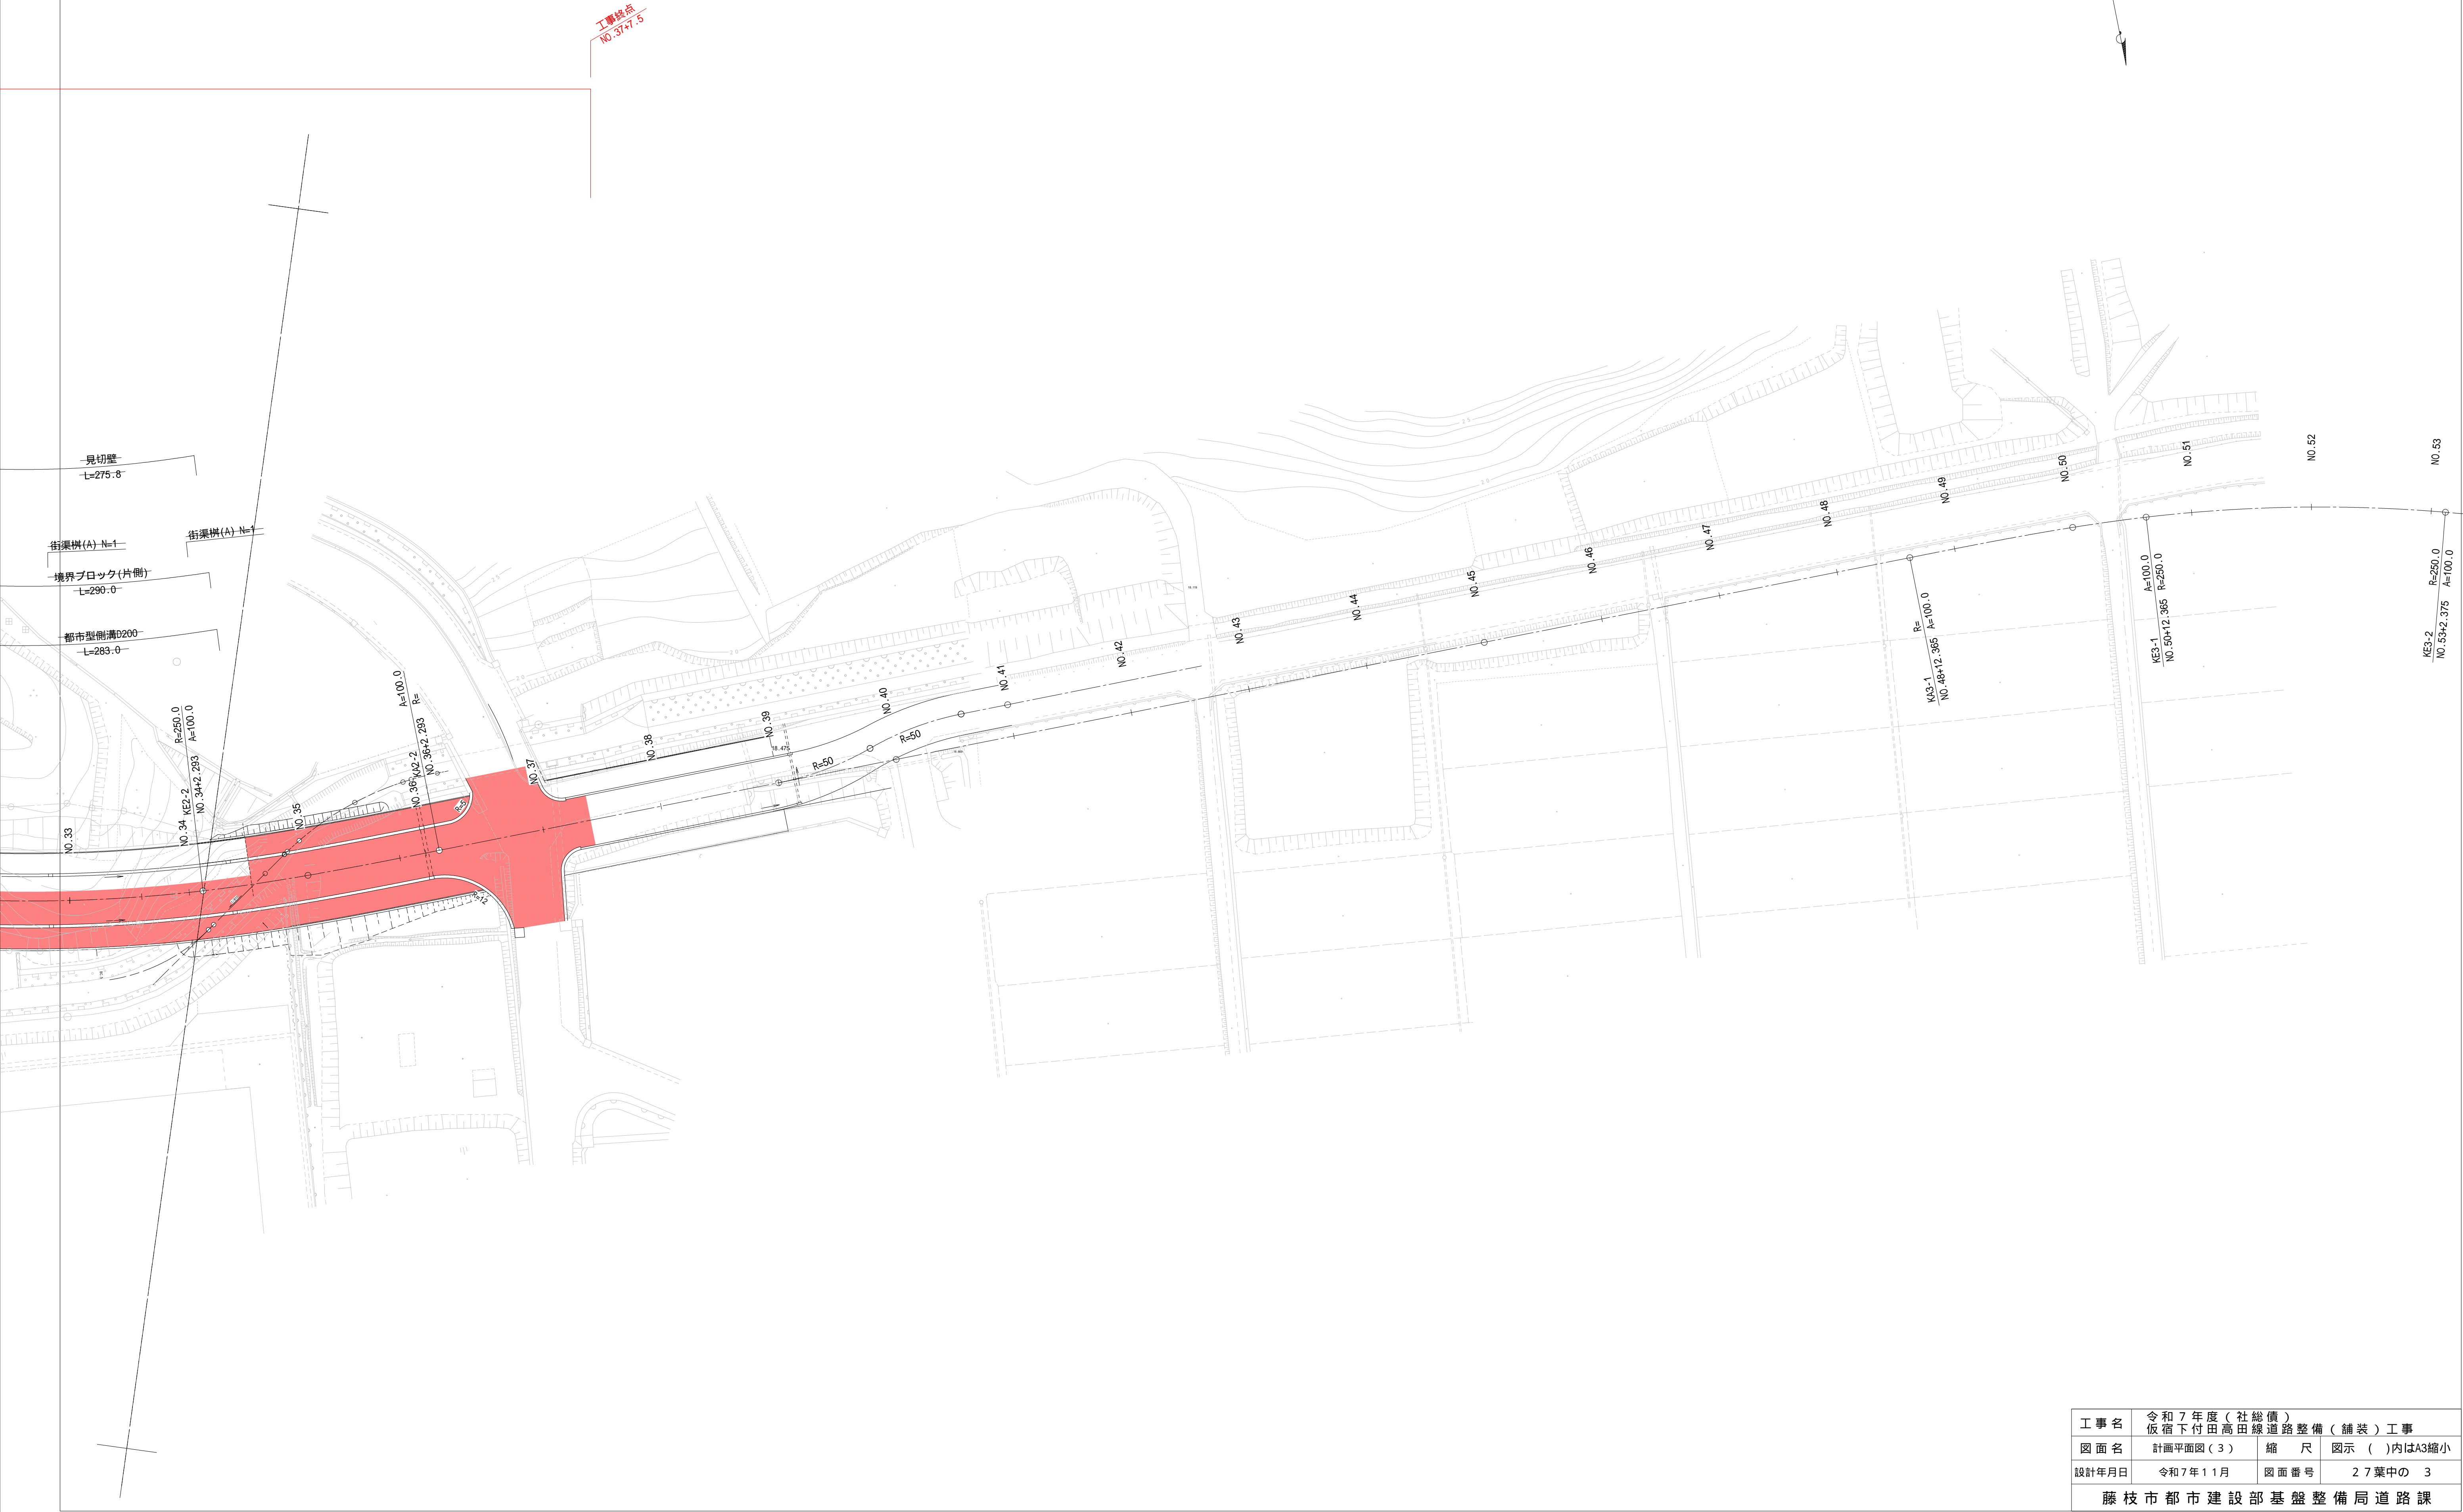 工事終点
NO.37+7.5
見切壁
L=275.8
街渠桝(A) N=1
街渠桝(A) N=1
境界ブロック(片側)
L=290.0
都市型側溝D200
L=283.0
NO.33
NO.34
KE2-2
NO.34+2.293
R=250.0
A=100.0
NO.35
NO.36
KA2-2
NO.36+2.293
A=100.0
R=
R=5
R=12
NO.37
NO.38
NO.39
18.475
R=50
R=50
NO.40
NO.41
NO.42
NO.43
NO.44
NO.45
NO.46
NO.47
NO.48
NO.49
NO.50
NO.51
NO.52
NO.53
KA3-1
NO.48+12.365
R=
A=100.0
KE3-1
NO.50+12.365
A=100.0
R=250.0
KE3-2
NO.53+2.375
R=250.0
A=100.0
工事名 令和７年度（社総債）
仮宿下付田高田線道路整備（舗装）工事
図面名 計画平面図（３） 縮 尺 図示 ( )内はA3縮小
設計年月日 令和７年１１月 図面番号 ２７葉中の ３
藤枝市都市建設部基盤整備局道路課